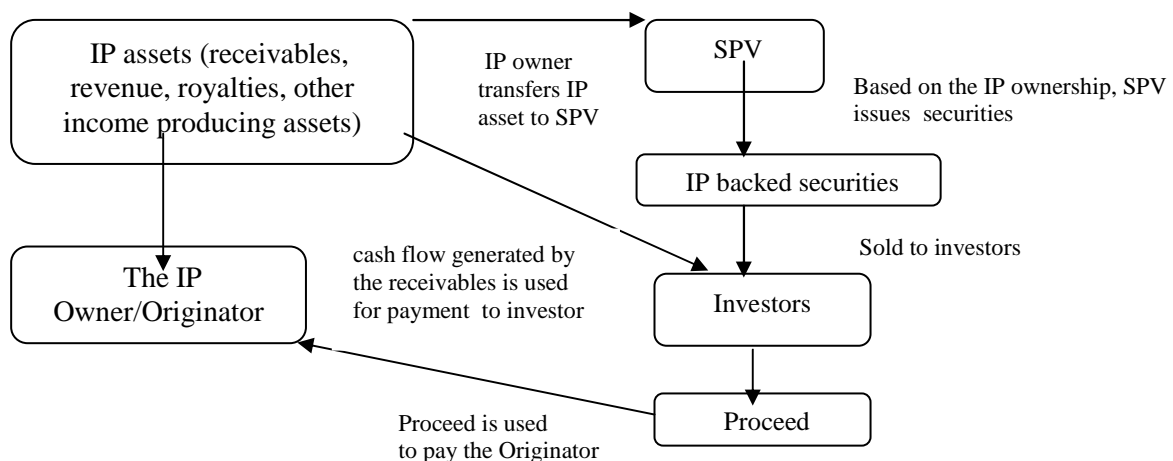 IP assets (receivables,
revenue, royalties, other
income producing assets)
IP owner
transfers IP
asset to SPV
SPV
Based on the IP ownership, SPV
issues securities
IP backed securities
Sold to investors
cash flow generated by
the receivables is used
for payment to investor
The IP
Owner/Originator
Investors
Proceed is used
to pay the Originator
Proceed